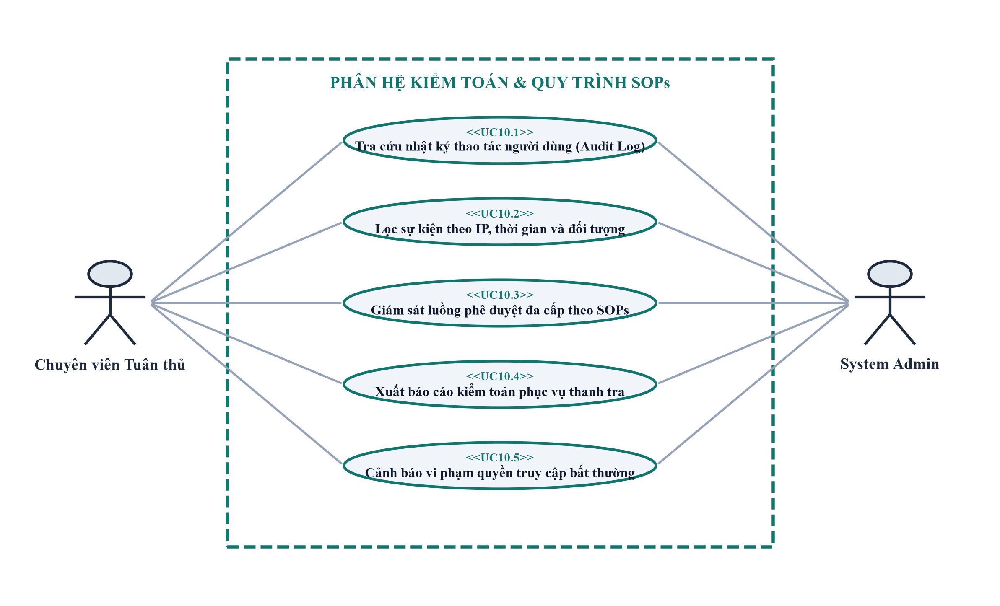 PHÂN HỆ KIỂM TOÁN & QUY TRÌNH SOPs
<<UC10.1>>
Tra cứu nhật ký thao tác người dùng (Audit Log)
<<UC10.2>>
Lọc sự kiện theo IP, thời gian và đối tượng
<<UC10.3>>
Giám sát luồng phê duyệt đa cấp theo SOPs
Chuyên viên Tuân thủ
System Admin
<<UC10.4>>
Xuất báo cáo kiểm toán phục vụ thanh tra
<<UC10.5>>
Cảnh báo vi phạm quyền truy cập bất thường